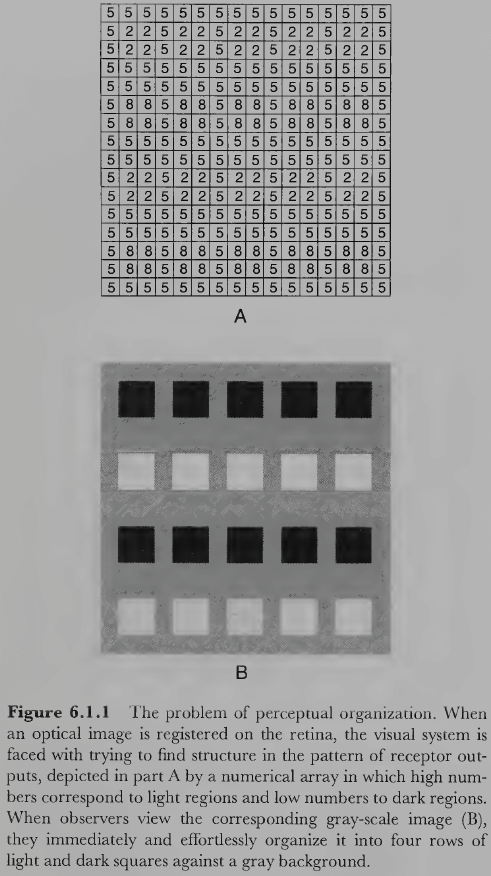 5 5 5 5 5 5 5 5 5 5 5 5 5 5 5 5
5 2 2 5 2 2 5 2 2 5 2 2 5 2 2 5
5 2 2 5 2 2 5 2 2 5 2 2 5 2 2 5
5 5 5 5 5 5 5 5 5 5 5 5 5 5 5 5
5 5 5 5 5 5 5 5 5 5 5 5 5 5 5 5
5 8 8 5 8 8 5 8 8 5 8 8 5 8 8 5
5 8 8 5 8 8 5 8 8 5 8 8 5 8 8 5
5 5 5 5 5 5 5 5 5 5 5 5 5 5 5 5
5 5 5 5 5 5 5 5 5 5 5 5 5 5 5 5
5 2 2 5 2 2 5 2 2 5 2 2 5 2 2 5
5 2 2 5 2 2 5 2 2 5 2 2 5 2 2 5
5 5 5 5 5 5 5 5 5 5 5 5 5 5 5 5
5 5 5 5 5 5 5 5 5 5 5 5 5 5 5 5
5 8 8 5 8 8 5 8 8 5 8 8 5 8 8 5
5 8 8 5 8 8 5 8 8 5 8 8 5 8 8 5
5 5 5 5 5 5 5 5 5 5 5 5 5 5 5 5
A
B
Figure 6.1.1 The problem of perceptual organization. When
an optical image is registered on the retina, the visual system is
faced with trying to find structure in the pattern of receptor out-
puts, depicted in part A by a numerical array in which high num-
bers correspond to light regions and low numbers to dark regions.
When observers view the corresponding gray-scale image (B),
they immediately and effortlessly organize it into four rows of
light and dark squares against a gray background.